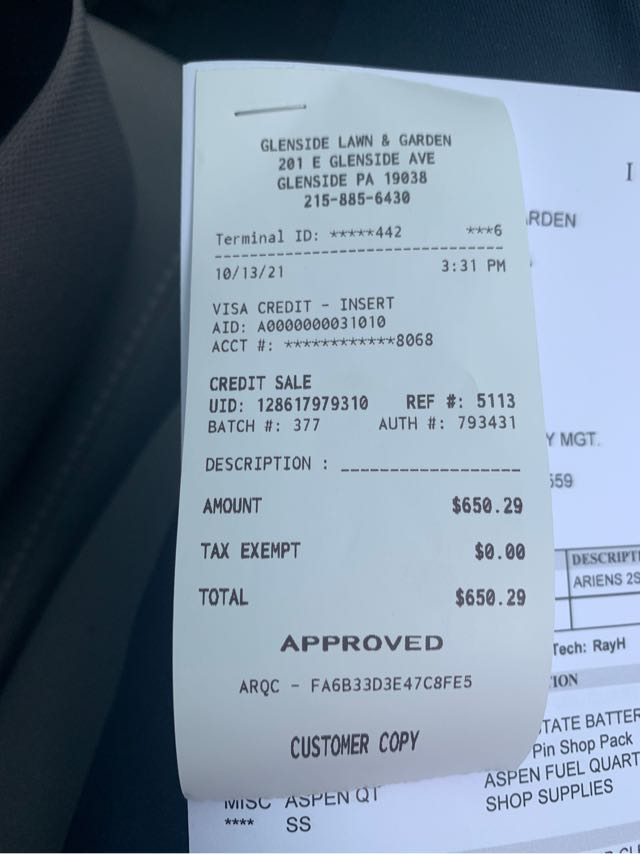 GLENSIDE LAWN & GARDEN
201 E GLENSIDE AVE
GLENSIDE PA 19038
215-885-6430
Terminal ID: *****442 ***6
10/13/21 3:31 PM
VISA CREDIT - INSERT
AID: A0000000031010
ACCT #: ************8068
CREDIT SALE
UID: 128617979310 REF #: 5113
BATCH #: 377 AUTH #: 793431
DESCRIPTION : __________________
AMOUNT $650.29
TAX EXEMPT $0.00
TOTAL $650.29
APPROVED
ARQC - FA6B33D3E47C8FE5
CUSTOMER COPY
I
ARDEN
Y MGT.
559
DESCRIPTI
ARIENS 2S
Tech: RayH
ION
TATE BATTER
Pin Shop Pack
ASPEN FUEL QUART
MISC ASPEN QT
SHOP SUPPLIES
**** SS